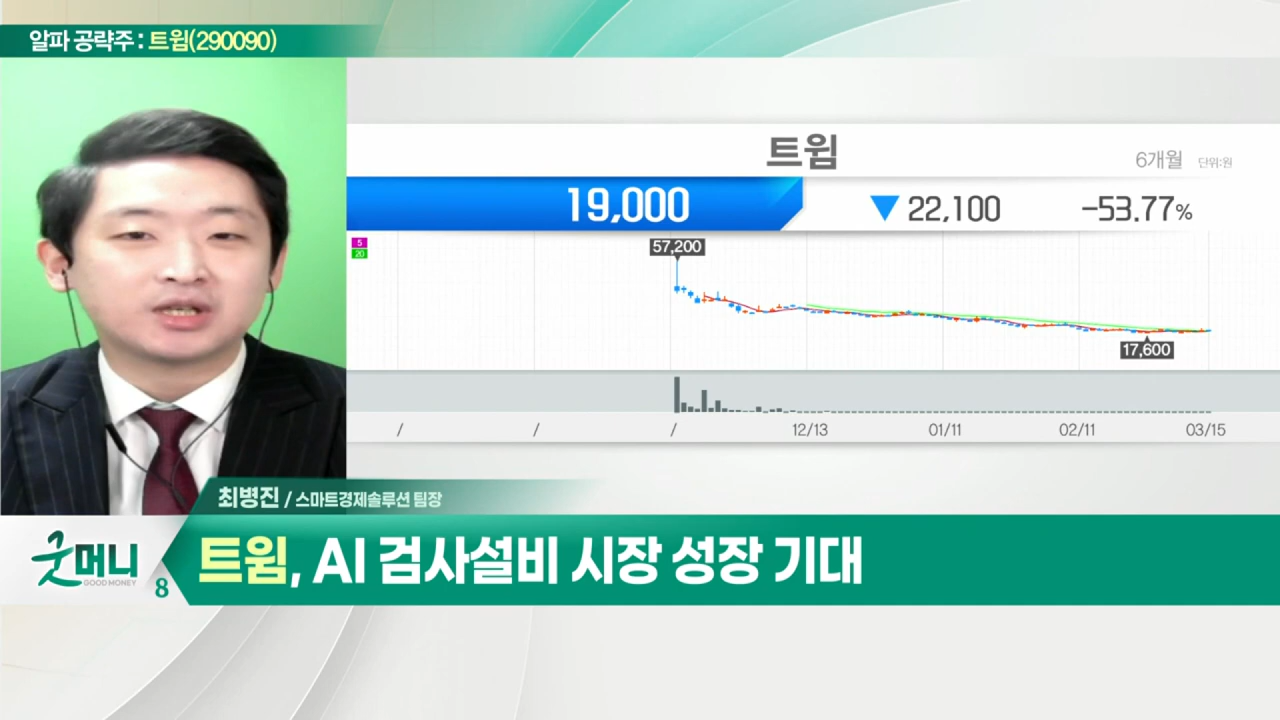 알파 공략주 : 트윔(290090)
트윔
6개월 단위:원
19,000 ▼ 22,100 -53.77%
5
20
57,200
17,600
/ / / 12/13 01/11 02/11 03/15
최병진 / 스마트경제솔루션 팀장
굿머니
GOOD MONEY
8
트윔, AI 검사설비 시장 성장 기대